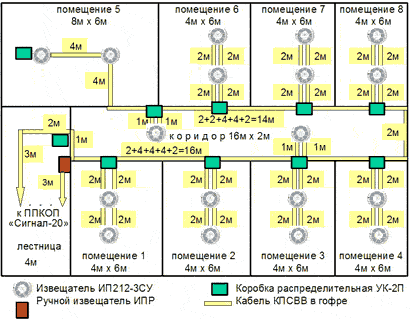 помещение 5
8м x 6м
помещение 6
4м x 6м
помещение 7
4м x 6м
помещение 8
4м x 6м
4м
4м
2м 2м
2м 2м
2м 2м
2м 2м
2м 2м
2м 2м
1м 1м
2+2+4+4+2=14м
коридор 16м x 2м
2м
2м
1м
3м
3м
2+4+4+4+2=16м
1м 1м
к ППКОП
«Сигнал-20»
лестница
4м
2м 2м
2м 2м
2м 2м
2м 2м
2м 2м
2м 2м
2м 2м
2м 2м
помещение 1
4м x 6м
помещение 2
4м x 6м
помещение 3
4м x 6м
помещение 4
4м x 6м
Извещатель ИП212-3СУ
Ручной извещатель ИПР
Коробка распределительная УК-2П
Кабель КПСВВ в гофре